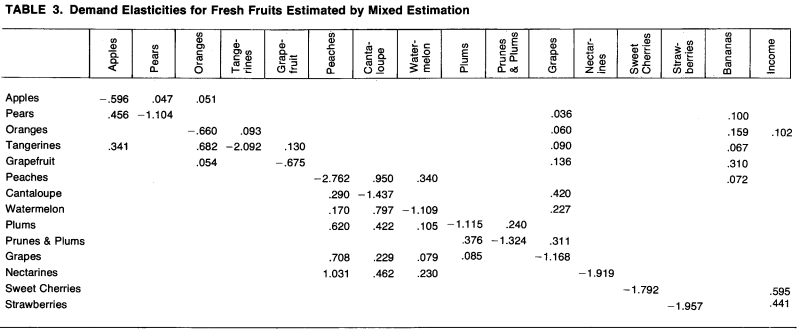 TABLE 3. Demand Elasticities for Fresh Fruits Estimated by Mixed Estimation
Apples Pears Oranges Tange-rines Grape-fruit Peaches Canta-loupe Water-melon Plums Prunes & Plums Grapes Nectar-ines Sweet Cherries Straw-berries Bananas Income
Apples −.596 .047 .051
Pears .456 −1.104 .036 .100
Oranges −.660 .093 .060 .159 .102
Tangerines .341 .682 −2.092 .130 .090 .067
Grapefruit .054 −.675 .136 .310
Peaches −2.762 .950 .340 .072
Cantaloupe .290 −1.437 .420
Watermelon .170 .797 −1.109 .227
Plums .620 .422 .105 −1.115 .240
Prunes & Plums .376 −1.324 .311
Grapes .708 .229 .079 .085 −1.168
Nectarines 1.031 .462 .230 −1.919
Sweet Cherries −1.792 .595
Strawberries −1.957 .441